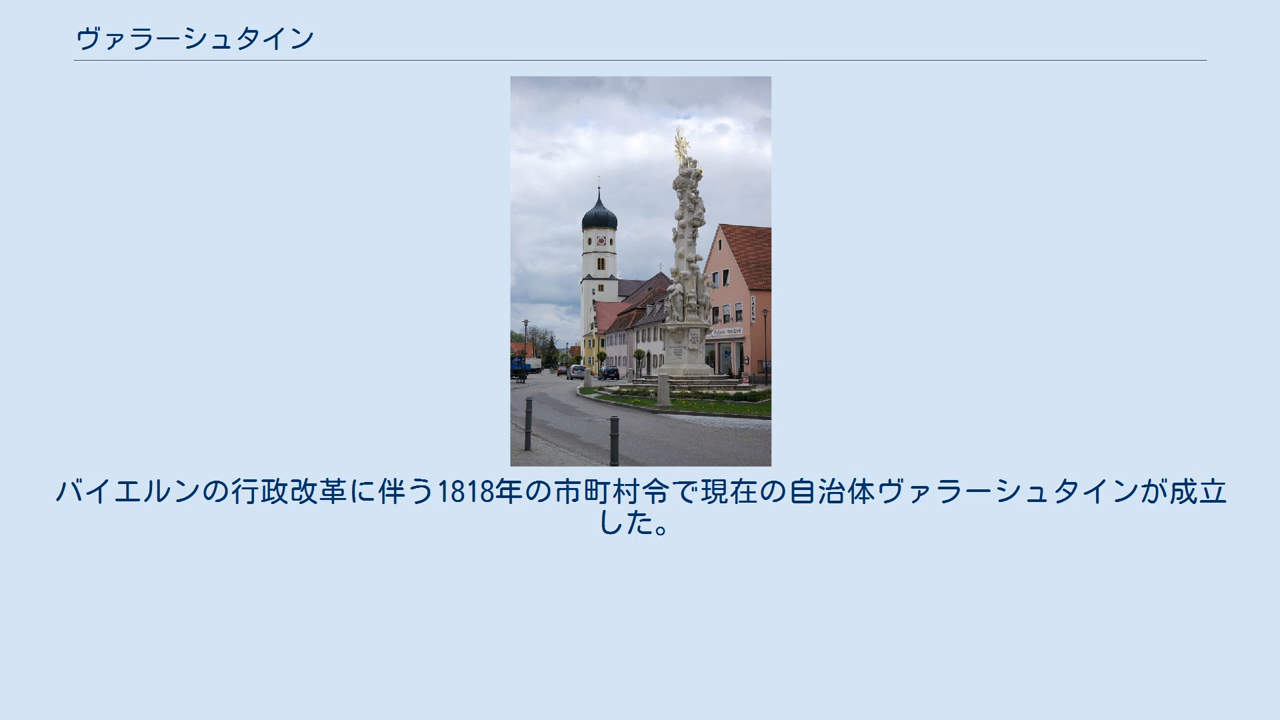 ヴァラーシュタイン
バイエルンの行政改革に伴う1818年の市町村令で現在の自治体ヴァラーシュタインが成立
した。